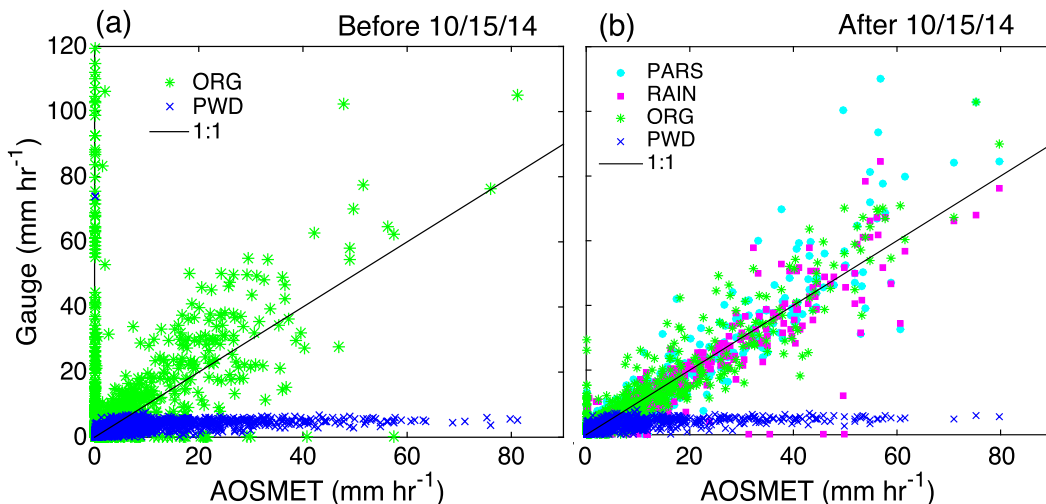 (a) Before 10/15/14
ORG
PWD
1:1
120
100
80
60
40
20
0
Gauge (mm hr⁻¹)
0 20 40 60 80
AOSMET (mm hr⁻¹)
(b) After 10/15/14
PARS
RAIN
ORG
PWD
1:1
0 20 40 60 80
AOSMET (mm hr⁻¹)